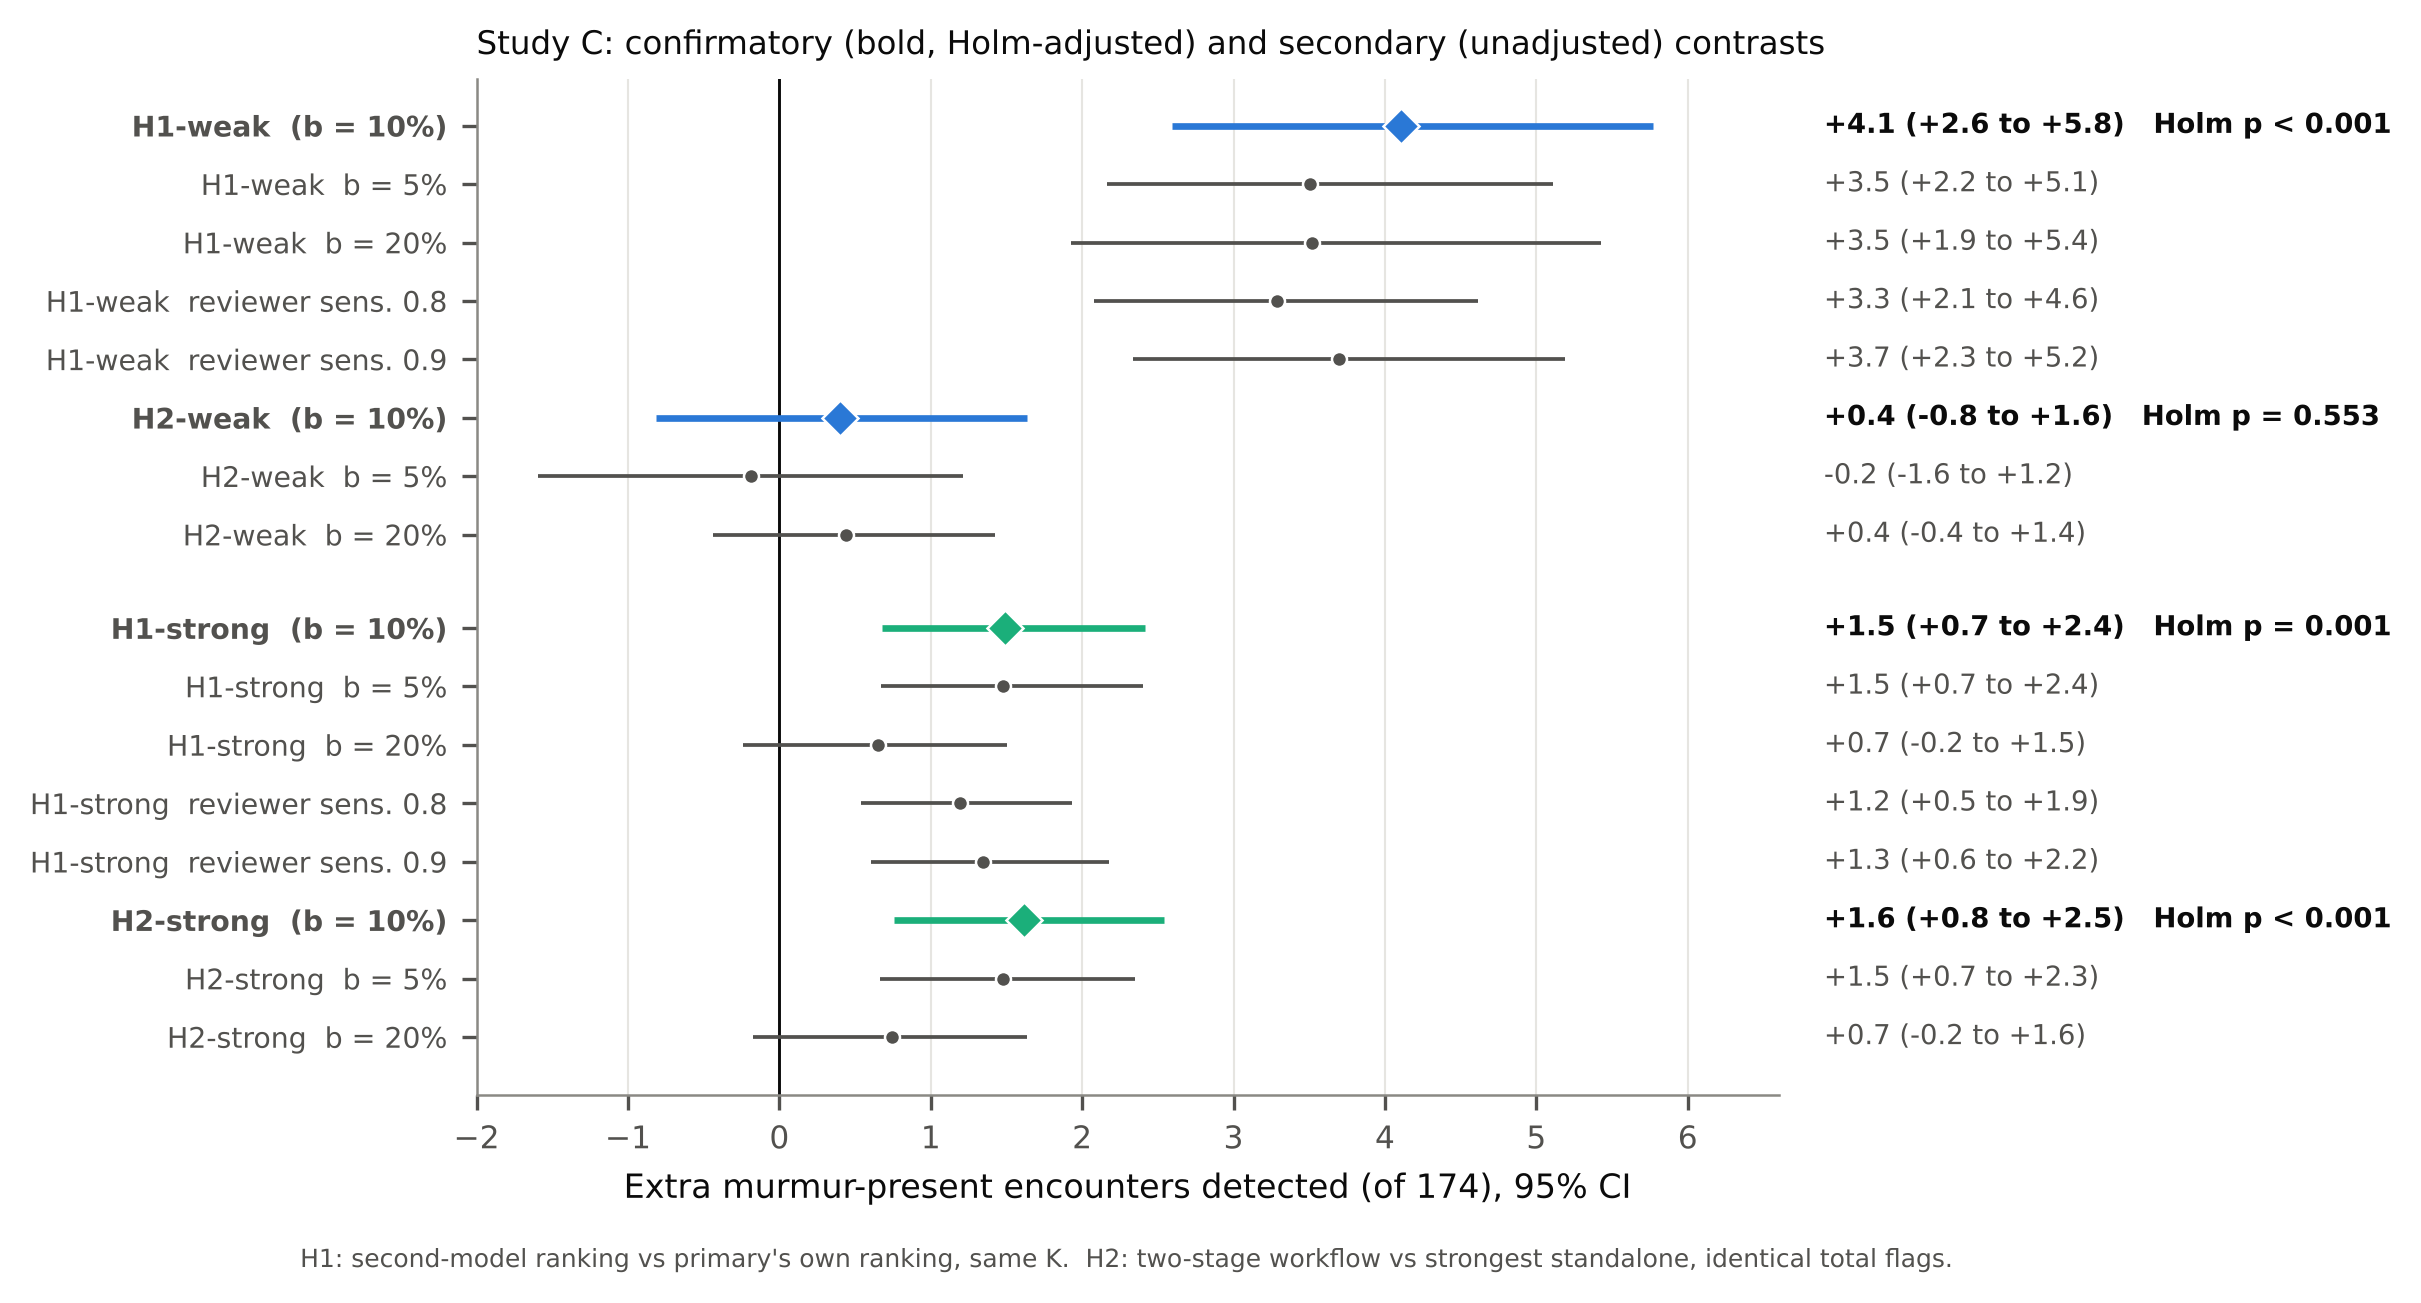 Study C: confirmatory (bold, Holm-adjusted) and secondary (unadjusted) contrasts
H1-weak  (b = 10%) +4.1 (+2.6 to +5.8)   Holm p < 0.001
H1-weak  b = 5% +3.5 (+2.2 to +5.1)
H1-weak  b = 20% +3.5 (+1.9 to +5.4)
H1-weak  reviewer sens. 0.8 +3.3 (+2.1 to +4.6)
H1-weak  reviewer sens. 0.9 +3.7 (+2.3 to +5.2)
H2-weak  (b = 10%) +0.4 (-0.8 to +1.6)   Holm p = 0.553
H2-weak  b = 5% -0.2 (-1.6 to +1.2)
H2-weak  b = 20% +0.4 (-0.4 to +1.4)
H1-strong  (b = 10%) +1.5 (+0.7 to +2.4)   Holm p = 0.001
H1-strong  b = 5% +1.5 (+0.7 to +2.4)
H1-strong  b = 20% +0.7 (-0.2 to +1.5)
H1-strong  reviewer sens. 0.8 +1.2 (+0.5 to +1.9)
H1-strong  reviewer sens. 0.9 +1.3 (+0.6 to +2.2)
H2-strong  (b = 10%) +1.6 (+0.8 to +2.5)   Holm p < 0.001
H2-strong  b = 5% +1.5 (+0.7 to +2.3)
H2-strong  b = 20% +0.7 (-0.2 to +1.6)
−2 −1 0 1 2 3 4 5 6
Extra murmur-present encounters detected (of 174), 95% CI
H1: second-model ranking vs primary's own ranking, same K.  H2: two-stage workflow vs strongest standalone, identical total flags.